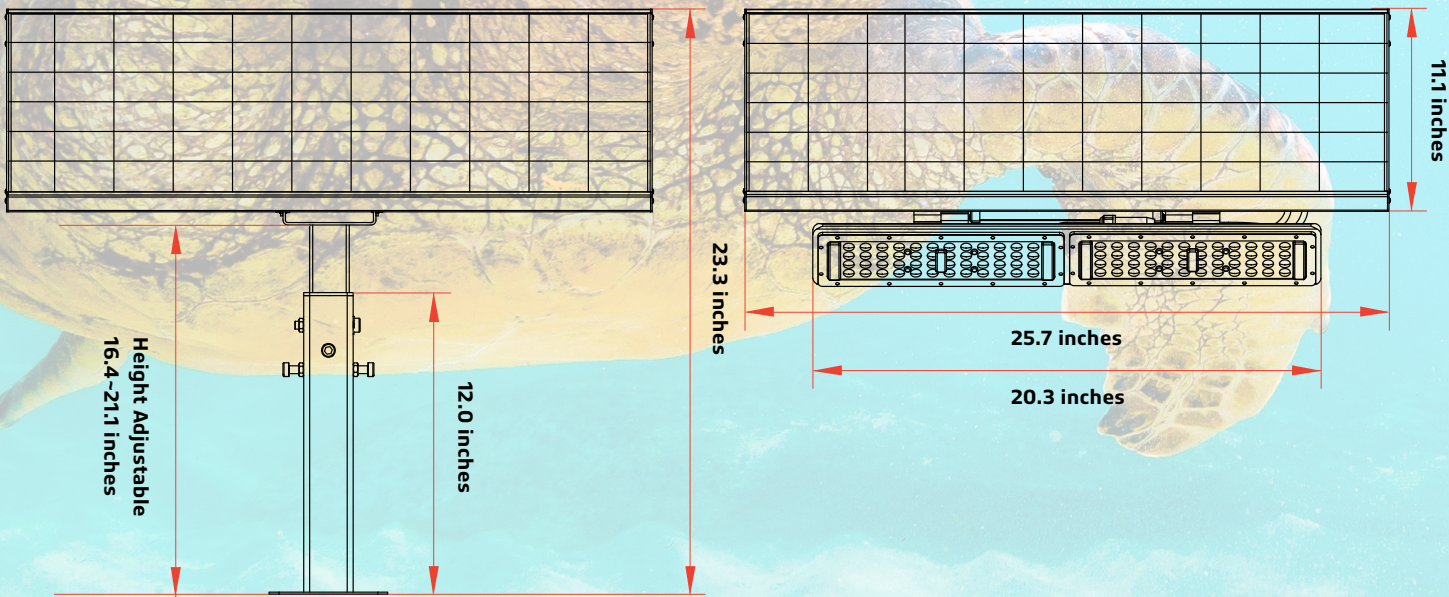 Height Adjustable
16.4~21.1 inches
12.0 inches
23.3 inches
25.7 inches
20.3 inches
11.1 inches